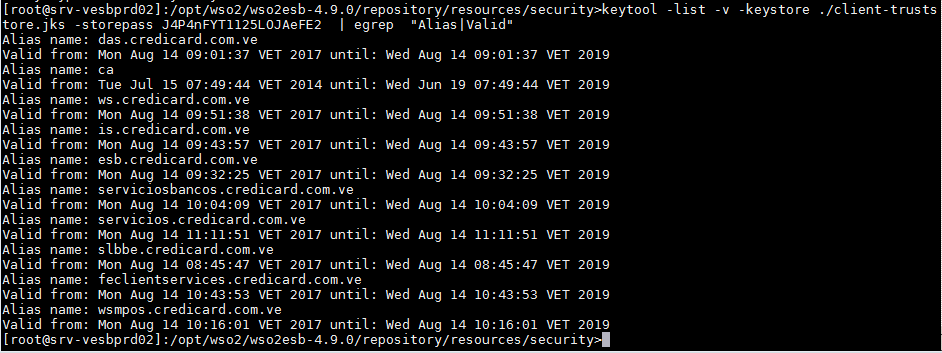 [root@srv-vesbprd02]:/opt/wso2/wso2esb-4.9.0/repository/resources/security>keytool -list -v -keystore ./client-trusts
tore.jks -storepass J4P4nFYT1125LOJAeFE2  | egrep  "Alias|Valid"
Alias name: das.credicard.com.ve
Valid from: Mon Aug 14 09:01:37 VET 2017 until: Wed Aug 14 09:01:37 VET 2019
Alias name: ca
Valid from: Tue Jul 15 07:49:44 VET 2014 until: Wed Jun 19 07:49:44 VET 2019
Alias name: ws.credicard.com.ve
Valid from: Mon Aug 14 09:51:38 VET 2017 until: Wed Aug 14 09:51:38 VET 2019
Alias name: is.credicard.com.ve
Valid from: Mon Aug 14 09:43:57 VET 2017 until: Wed Aug 14 09:43:57 VET 2019
Alias name: esb.credicard.com.ve
Valid from: Mon Aug 14 09:32:25 VET 2017 until: Wed Aug 14 09:32:25 VET 2019
Alias name: serviciosbancos.credicard.com.ve
Valid from: Mon Aug 14 10:04:09 VET 2017 until: Wed Aug 14 10:04:09 VET 2019
Alias name: servicios.credicard.com.ve
Valid from: Mon Aug 14 11:11:51 VET 2017 until: Wed Aug 14 11:11:51 VET 2019
Alias name: slbbe.credicard.com.ve
Valid from: Mon Aug 14 08:45:47 VET 2017 until: Wed Aug 14 08:45:47 VET 2019
Alias name: feclientservices.credicard.com.ve
Valid from: Mon Aug 14 10:43:53 VET 2017 until: Wed Aug 14 10:43:53 VET 2019
Alias name: wsmpos.credicard.com.ve
Valid from: Mon Aug 14 10:16:01 VET 2017 until: Wed Aug 14 10:16:01 VET 2019
[root@srv-vesbprd02]:/opt/wso2/wso2esb-4.9.0/repository/resources/security>